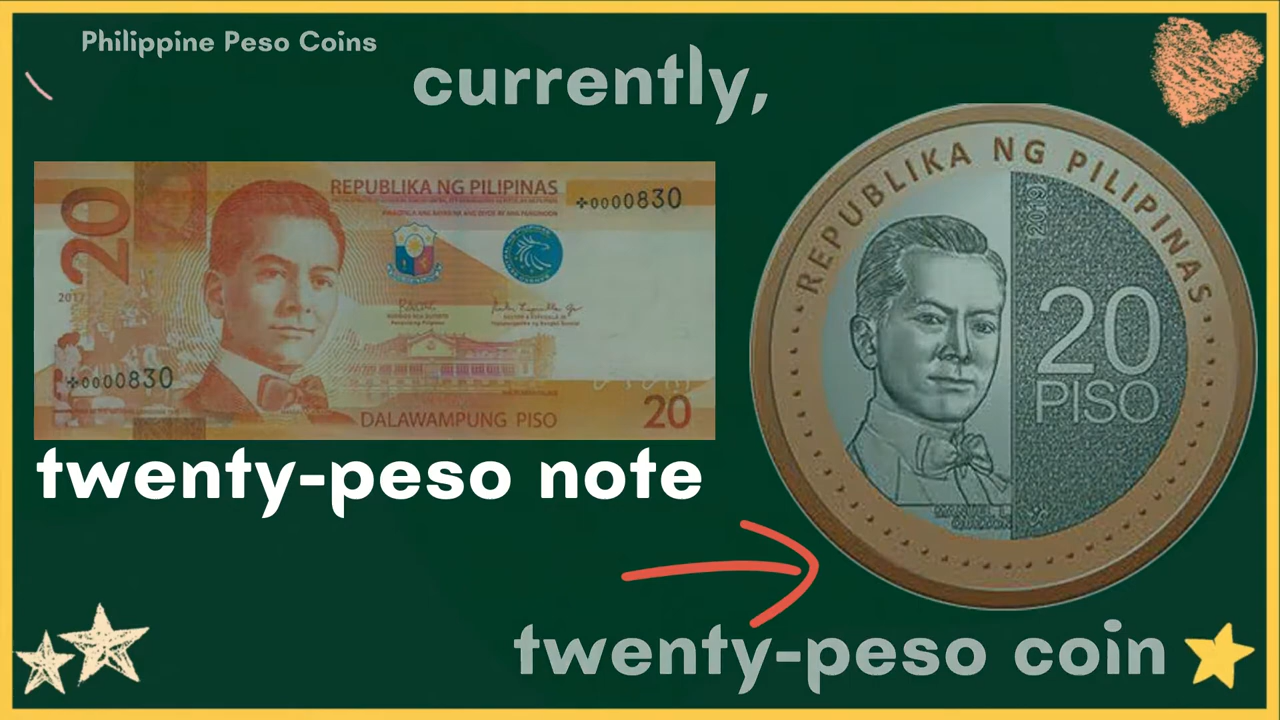 Philippine Peso Coins
currently,
20
REPUBLIKA NG PILIPINAS
0000830
2017
0000830
DALAWAMPUNG PISO
20
twenty-peso note
REPUBLIKA NG PILIPINAS
2019
20
PISO
MANUEL L.
QUEZON
twenty-peso coin